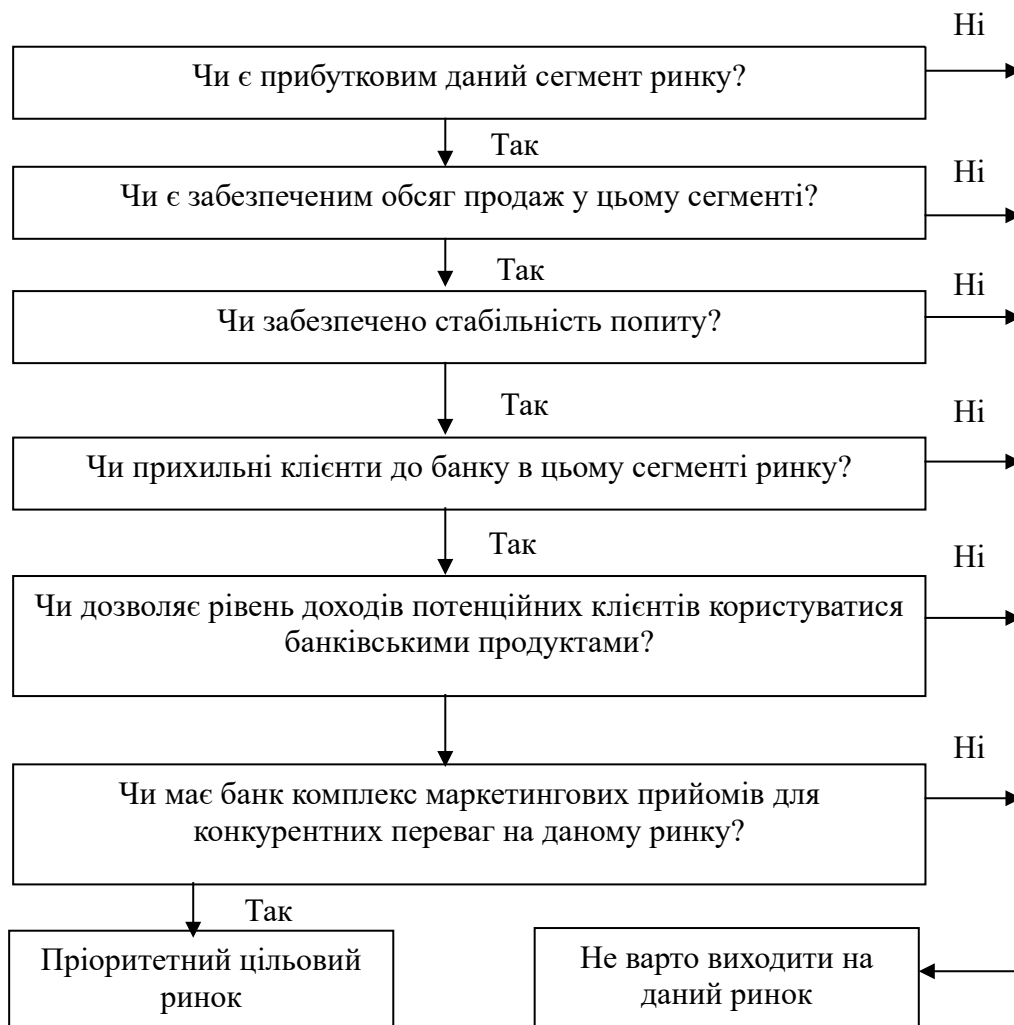 Ні
Чи є прибутковим даний сегмент ринку?
Так
Ні
Чи є забезпеченим обсяг продаж у цьому сегменті?
Так
Ні
Чи забезпечено стабільність попиту?
Так
Ні
Чи прихильні клієнти до банку в цьому сегменті ринку?
Так
Ні
Чи дозволяє рівень доходів потенційних клієнтів користуватися
банківськими продуктами?
Ні
Чи має банк комплекс маркетингових прийомів для
конкурентних переваг на даному ринку?
Так
Пріоритетний цільовий
ринок
Не варто виходити на
даний ринок